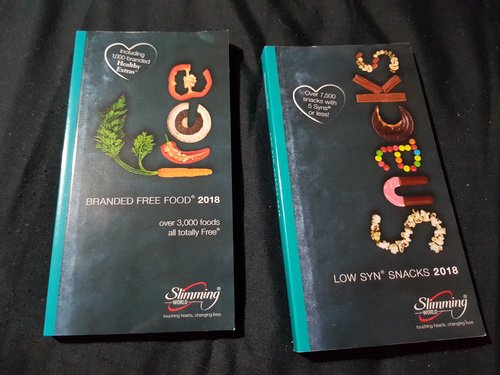 Including
1,000 branded
Healthy
Extras®
free
BRANDED FREE FOOD® 2018
over 3,000 foods
all totally Free®
Slimming®
WORLD
touching hearts, changing lives
Over 7,500
snacks with
5 Syns®
or less!
snacks
LOW SYN® SNACKS 2018
Slimming®
WORLD
touching hearts, changing lives